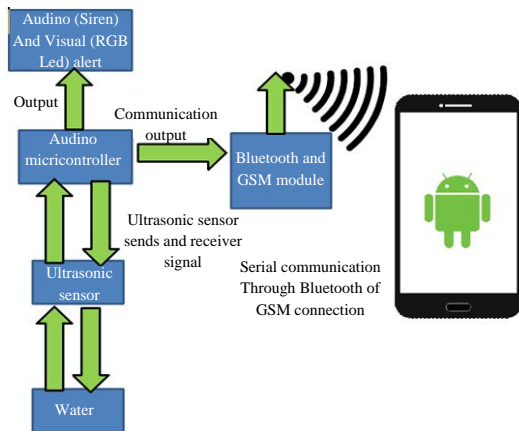 Audino (Siren)
And Visual (RGB
Led) alert
Output
Communication
output
Audino
micricontroller
Bluetooth and
GSM module
Ultrasonic sensor
sends and receiver
signal
Ultrasonic
sensor
Serial communication
Through Bluetooth of
GSM connection
Water